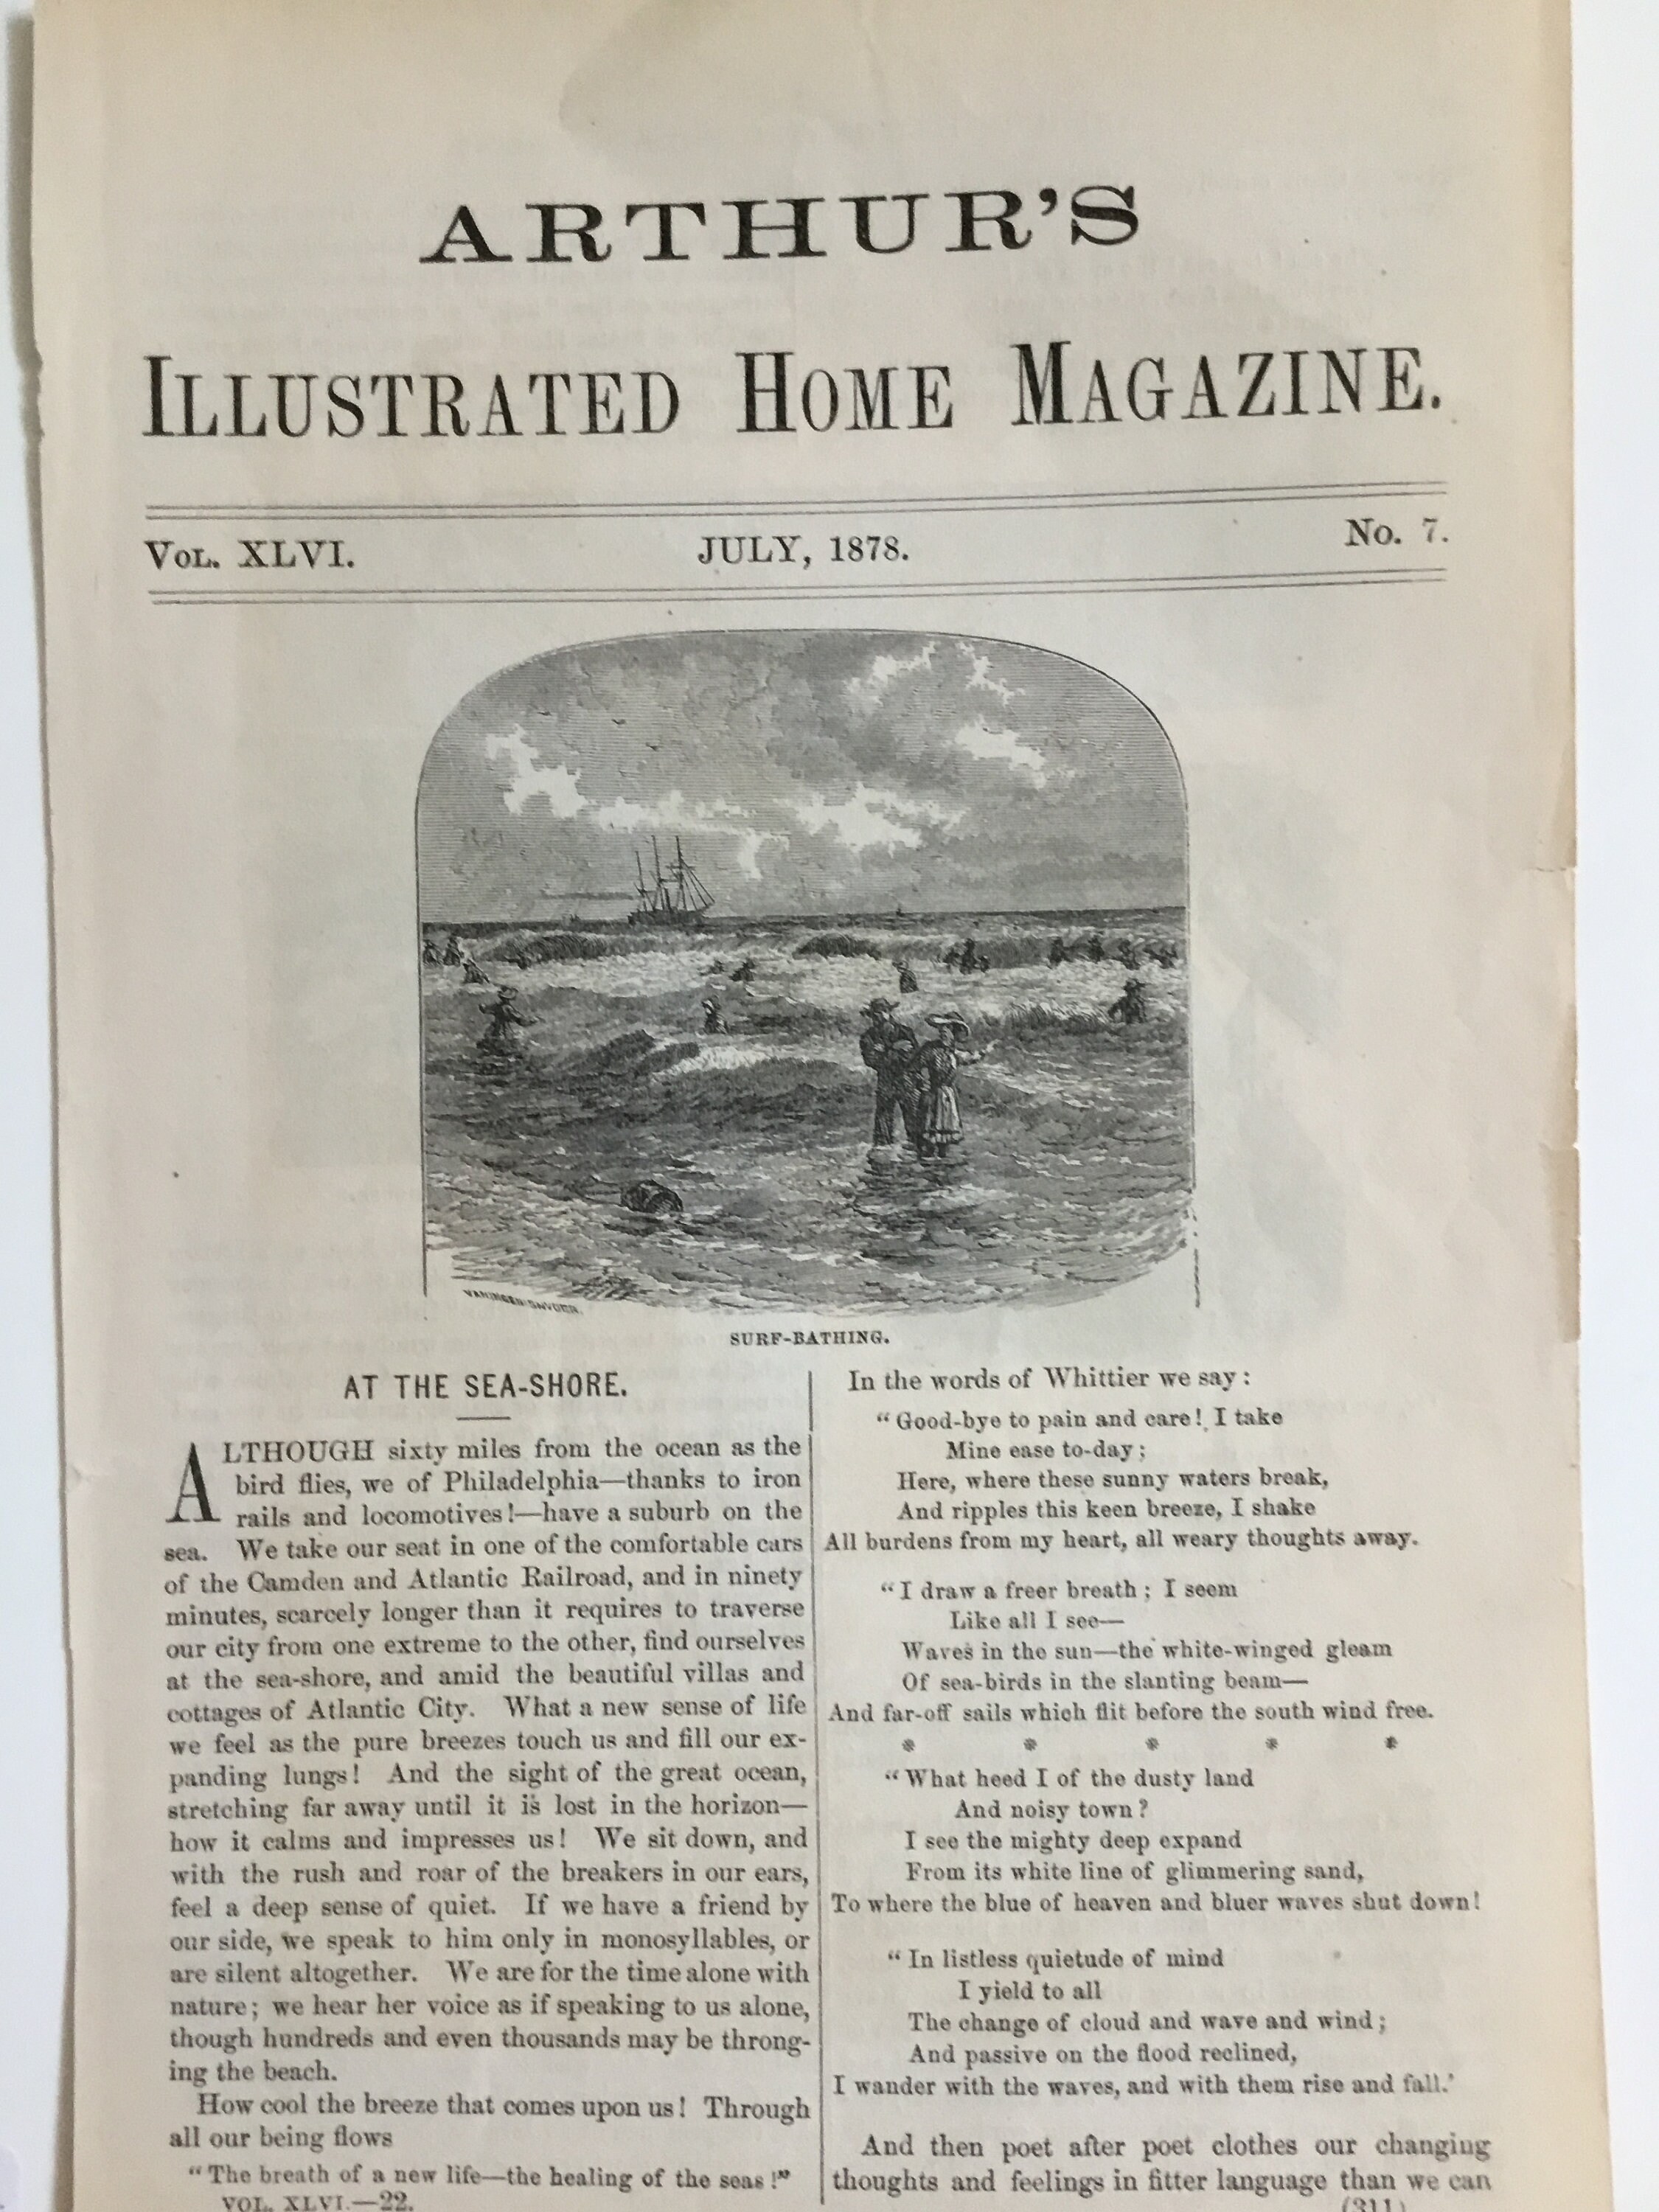 ARTHUR'S
ILLUSTRATED HOME MAGAZINE.
VOL. XLVI. JULY, 1878. No. 7.
VANINGEN-SNYDER.
SURF-BATHING.
AT THE SEA-SHORE.
ALTHOUGH sixty miles from the ocean as the
bird flies, we of Philadelphia—thanks to iron
rails and locomotives!—have a suburb on the
sea. We take our seat in one of the comfortable cars
of the Camden and Atlantic Railroad, and in ninety
minutes, scarcely longer than it requires to traverse
our city from one extreme to the other, find ourselves
at the sea-shore, and amid the beautiful villas and
cottages of Atlantic City. What a new sense of life
we feel as the pure breezes touch us and fill our ex-
panding lungs! And the sight of the great ocean,
stretching far away until it is lost in the horizon—
how it calms and impresses us! We sit down, and
with the rush and roar of the breakers in our ears,
feel a deep sense of quiet. If we have a friend by
our side, we speak to him only in monosyllables, or
are silent altogether. We are for the time alone with
nature; we hear her voice as if speaking to us alone,
though hundreds and even thousands may be throng-
ing the beach.
How cool the breeze that comes upon us! Through
all our being flows
"The breath of a new life—the healing of the seas!"
VOL. XLVI.—22.
In the words of Whittier we say:
"Good-bye to pain and care! I take
Mine ease to-day;
Here, where these sunny waters break,
And ripples this keen breeze, I shake
All burdens from my heart, all weary thoughts away.
"I draw a freer breath; I seem
Like all I see—
Waves in the sun—the white-winged gleam
Of sea-birds in the slanting beam—
And far-off sails which flit before the south wind free.
* * * * *
"What heed I of the dusty land
And noisy town?
I see the mighty deep expand
From its white line of glimmering sand,
To where the blue of heaven and bluer waves shut down!
"In listless quietude of mind
I yield to all
The change of cloud and wave and wind;
And passive on the flood reclined,
I wander with the waves, and with them rise and fall.'
And then poet after poet clothes our changing
thoughts and feelings in fitter language than we can
(311)